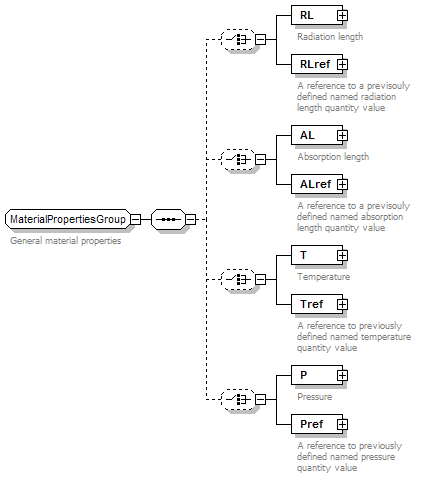 RL
Radiation length
RLref
A reference to a previsouly
defined named radiation
length quantity value
AL
Absorption length
ALref
A reference to a previsouly
defined named absorption
length quantity value
MaterialPropertiesGroup
General material properties
T
Temperature
Tref
A reference to previously
defined named temperature
quantity value
P
Pressure
Pref
A reference to previously
defined named pressure
quantity value